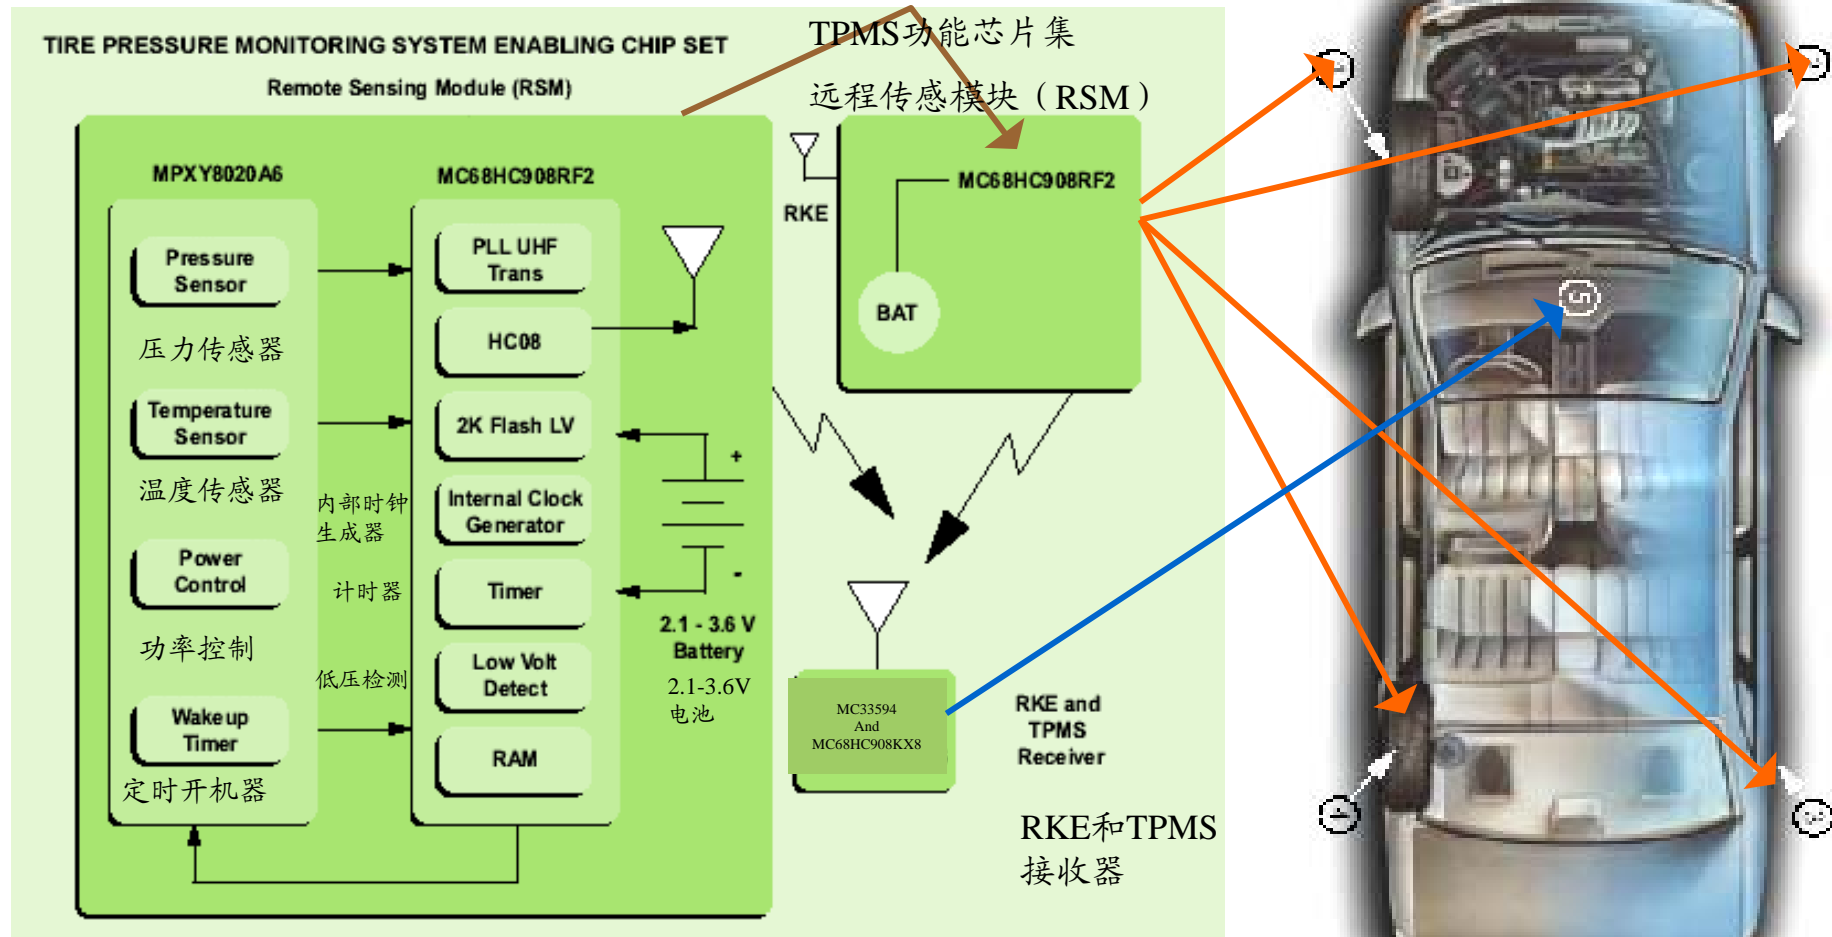 TIRE PRESSURE MONITORING SYSTEM ENABLING CHIP SET
Remote Sensing Module (RSM)
TPMS功能芯片集
远程传感模块（RSM）
MPXY8020A6
Pressure
Sensor
压力传感器
Temperature
Sensor
温度传感器
Power
Control
功率控制
Wakeup
Timer
定时开机器
MC68HC908RF2
PLL UHF
Trans
HC08
2K Flash LV
Internal Clock
Generator
内部时钟
生成器
Timer
计时器
Low Volt
Detect
低压检测
RAM
+
-
2.1 - 3.6 V
Battery
2.1-3.6V
电池
RKE
MC68HC908RF2
BAT
MC33594
And
MC68HC908KX8
RKE and
TPMS
Receiver
RKE和TPMS
接收器
5